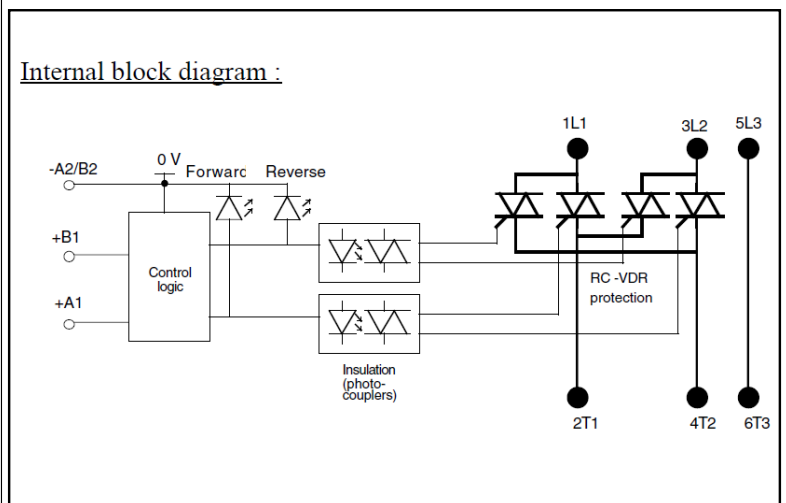 Internal block diagram :
1L1
3L2
5L3
-A2/B2
0 V
Forward
Reverse
+B1
Control
logic
+A1
RC -VDR
protection
Insulation
(photo-
couplers)
2T1
4T2
6T3